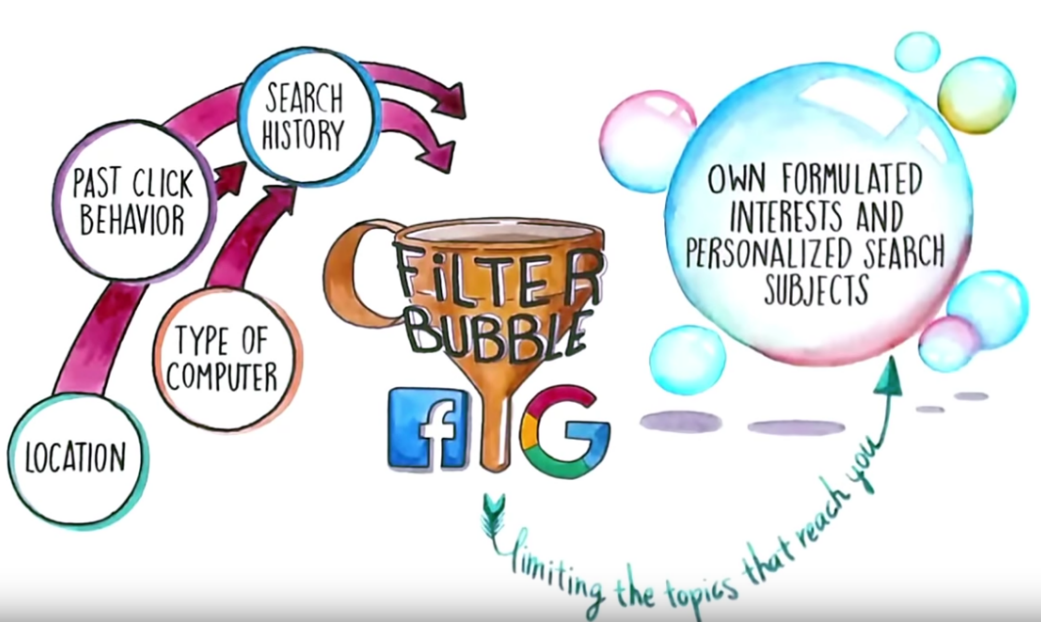 SEARCH
HISTORY
PAST CLICK
BEHAVIOR
TYPE OF
COMPUTER
LOCATION
FiLTER
BUBBLE
f
G
OWN FORMULATED
INTERESTS AND
PERSONALIZED SEARCH
SUBJECTS
limiting the topics that reach you